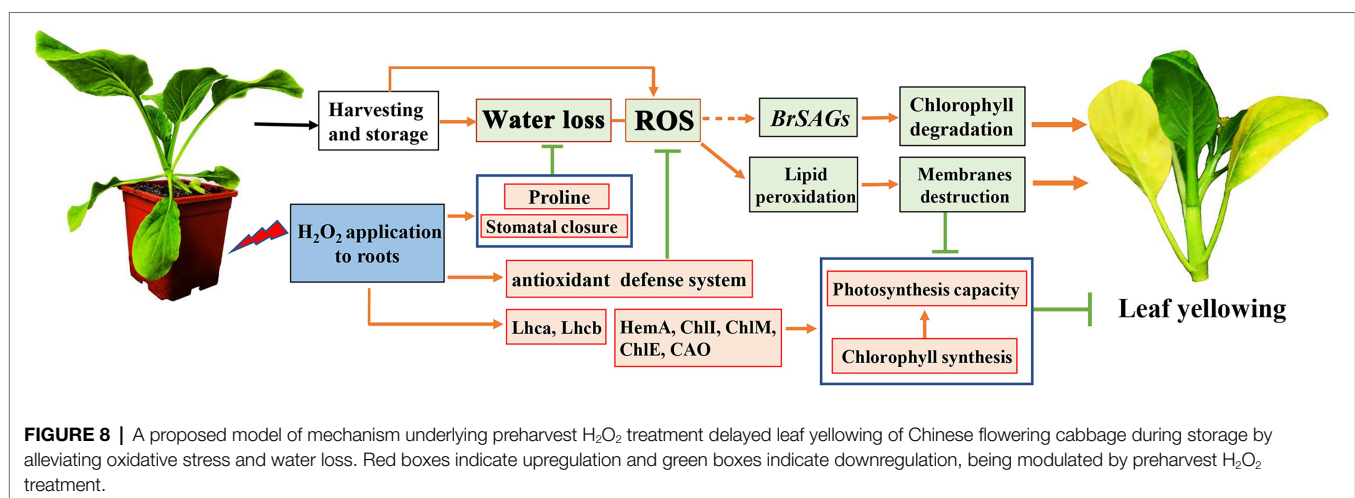 Harvesting
and storage
Water loss
ROS
BrSAGs
Chlorophyll
degradation
Lipid
peroxidation
Membranes
destruction
Proline
Stomatal closure
H₂O₂ application
to roots
antioxidant defense system
Lhca, Lhcb
HemA, ChlI, ChlM,
ChlE, CAO
Photosynthesis capacity
Chlorophyll synthesis
Leaf yellowing
FIGURE 8 | A proposed model of mechanism underlying preharvest H₂O₂ treatment delayed leaf yellowing of Chinese flowering cabbage during storage by
alleviating oxidative stress and water loss. Red boxes indicate upregulation and green boxes indicate downregulation, being modulated by preharvest H₂O₂
treatment.